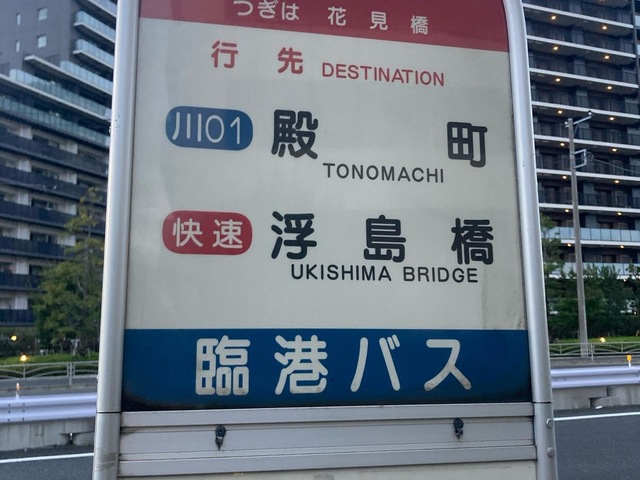 つぎは 花見橋
行先 DESTINATION
川01 殿町
TONOMACHI
快速 浮島橋
UKISHIMA BRIDGE
臨港バス